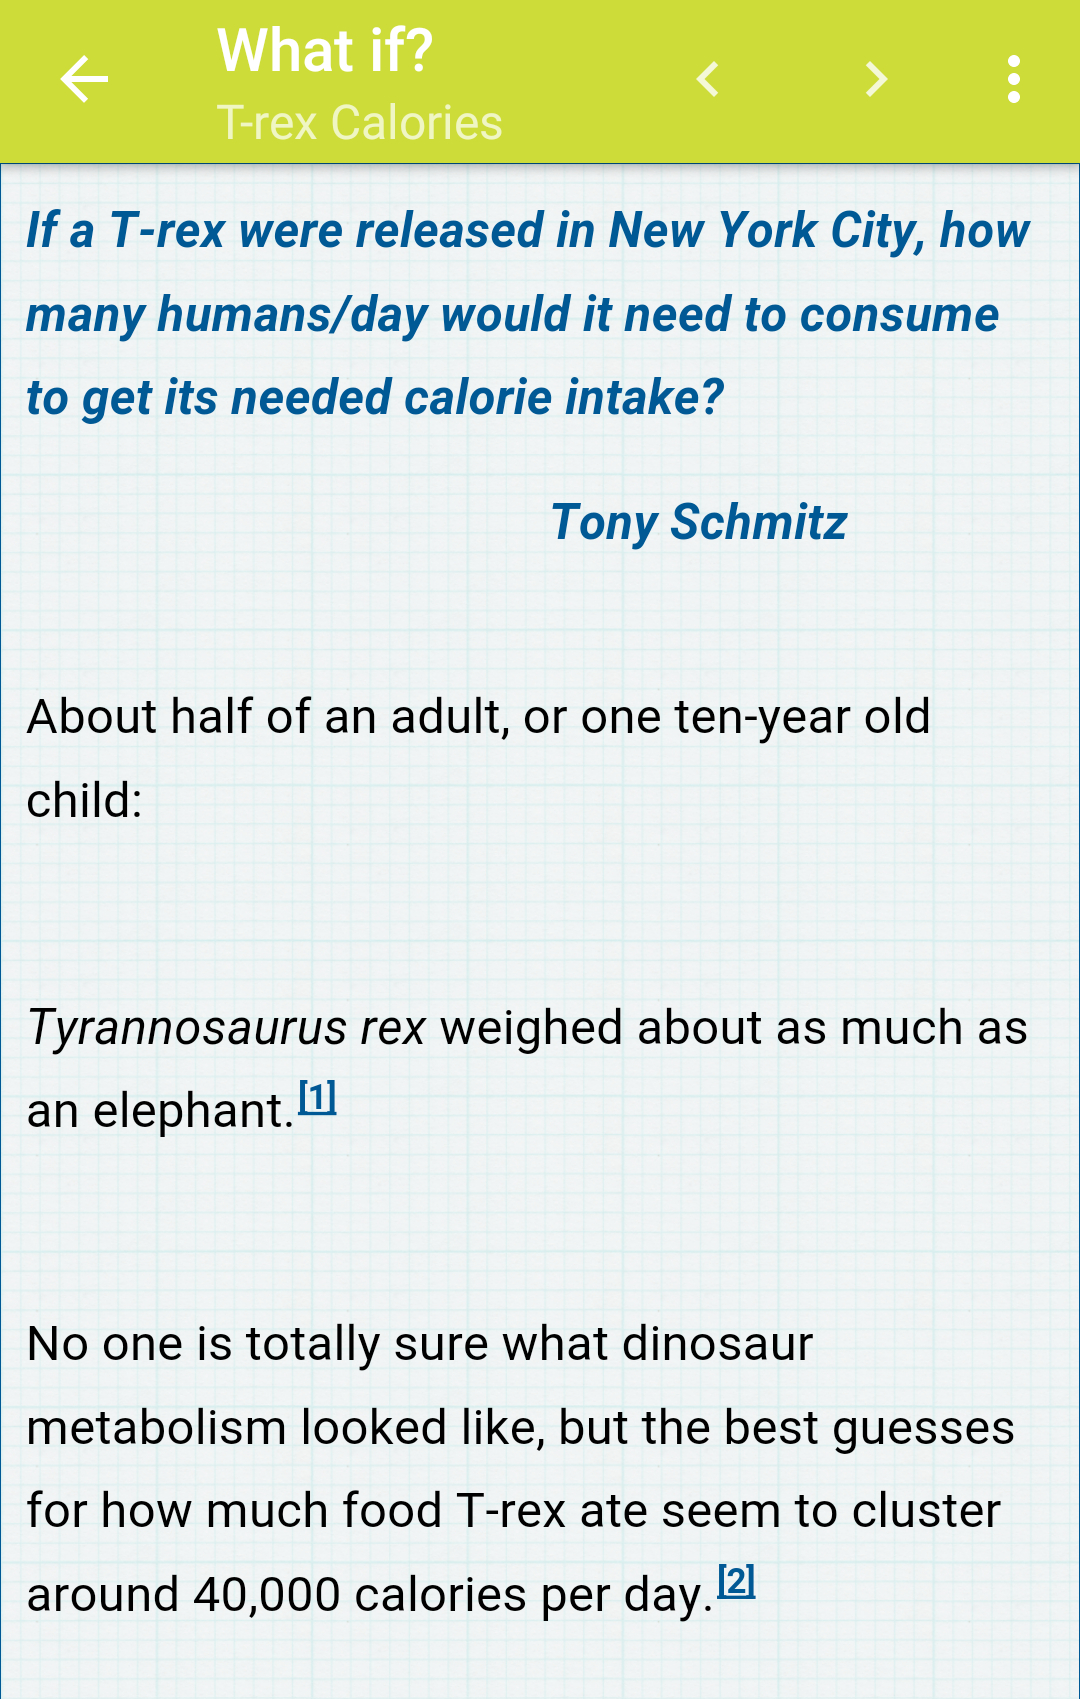 What if?
T-rex Calories
If a T-rex were released in New York City, how
many humans/day would it need to consume
to get its needed calorie intake?
Tony Schmitz
About half of an adult, or one ten-year old
child:
Tyrannosaurus rex weighed about as much as
an elephant.[1]
No one is totally sure what dinosaur
metabolism looked like, but the best guesses
for how much food T-rex ate seem to cluster
around 40,000 calories per day.[2]